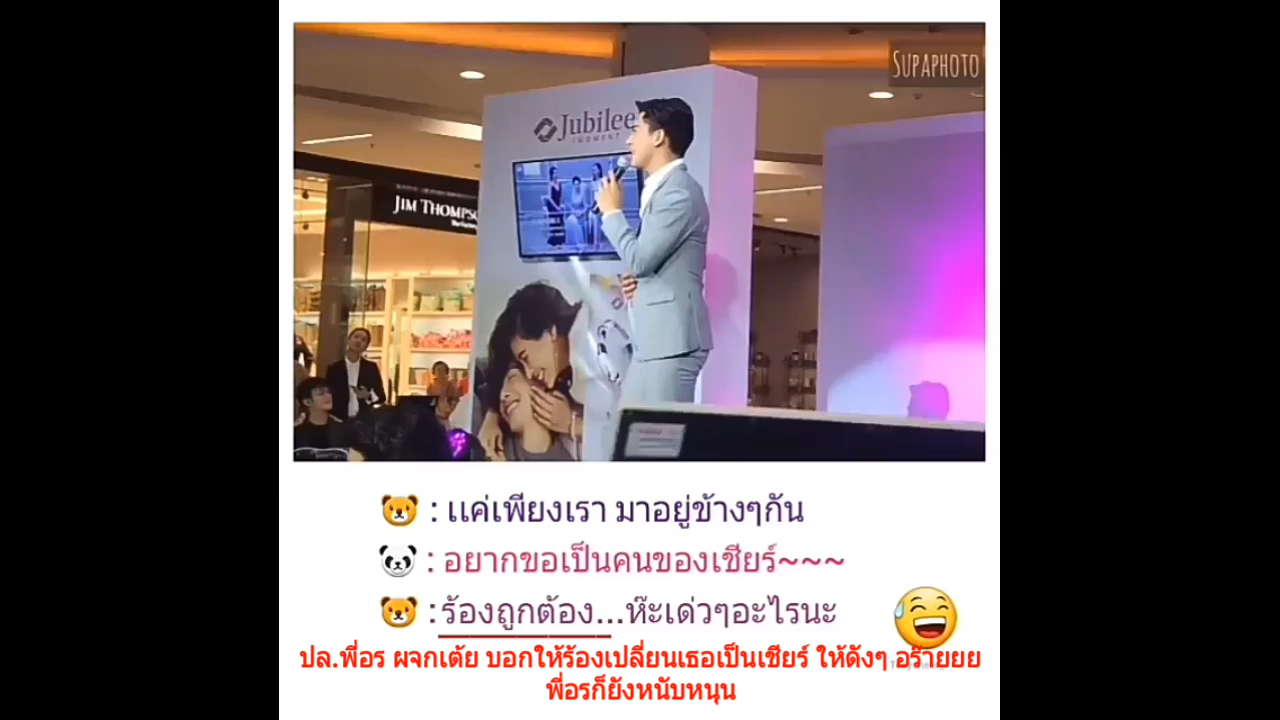 SUPAPHOTO
Jubilee
DIAMOND
JIM THOMPS
🐻 : แค่เพียงเรา มาอยู่ข้างๆกัน
🐼 : อยากขอเป็นคนของเชียร์~~~
🐻 :ร้องถูกต้อง...ห๊ะเด่วๆอะไรนะ
ปล.พี่อร ผจกเต้ย บอกให้ร้องเปลี่ยนเธอเป็นเชียร์ ให้ดังๆ อร๊ายยย
พี่อรก็ยังหนับหนุน